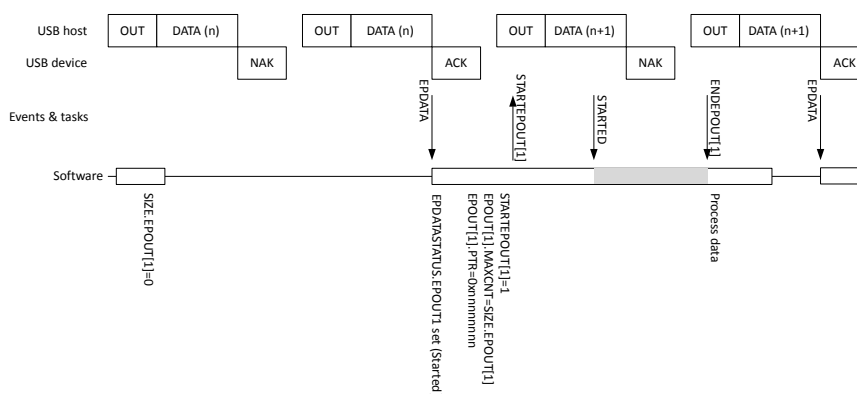 USB host
OUT
DATA (n)
OUT
DATA (n)
OUT
DATA (n+1)
OUT
DATA (n+1)
USB device
NAK
ACK
NAK
ACK
Events & tasks
EPDATA
STARTEPOUT[1]
STARTED
ENDEPOUT[1]
EPDATA
Software
SIZE.EPOUT[1]=0
EPDATASTATUS.EPOUT1 set (Started
STARTEPOUT[1]=1
EPOUT[1].MAXCNT=SIZE.EPOUT[1]
EPOUT[1].PTR=0xnnnnnnnn
Process data